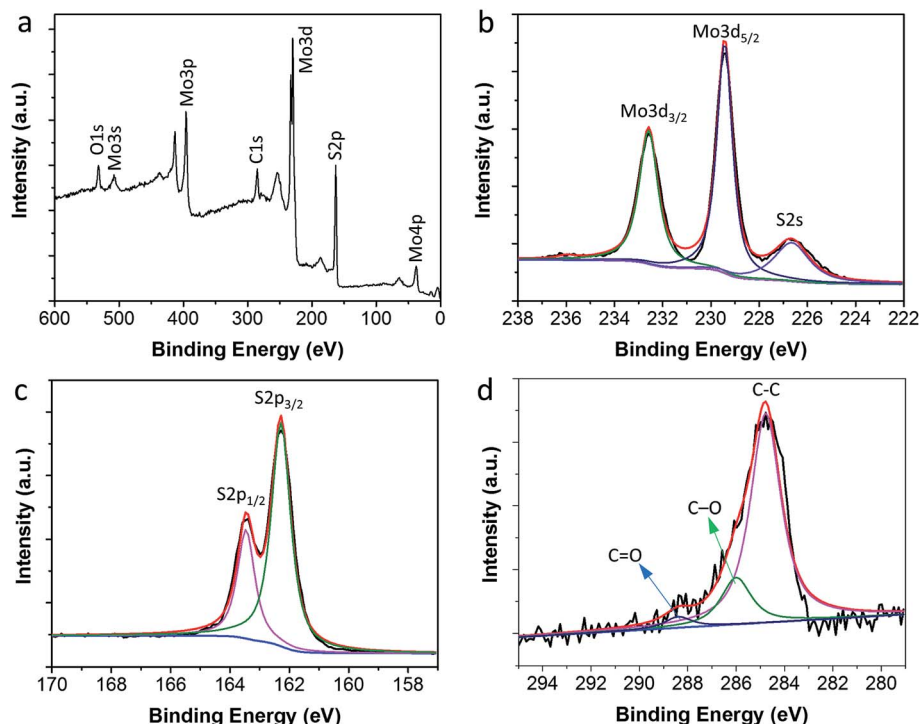 a
Intensity (a.u.)
O1s
Mo3s
Mo3p
C1s
Mo3d
S2p
Mo4p
600 500 400 300 200 100 0
Binding Energy (eV)
b
Intensity (a.u.)
Mo3d5/2
Mo3d3/2
S2s
238 236 234 232 230 228 226 224 222
Binding Energy (eV)
c
Intensity (a.u.)
S2p3/2
S2p1/2
170 168 166 164 162 160 158
Binding Energy (eV)
d
Intensity (a.u.)
C-C
C–O
C=O
294 292 290 288 286 284 282 280
Binding Energy (eV)